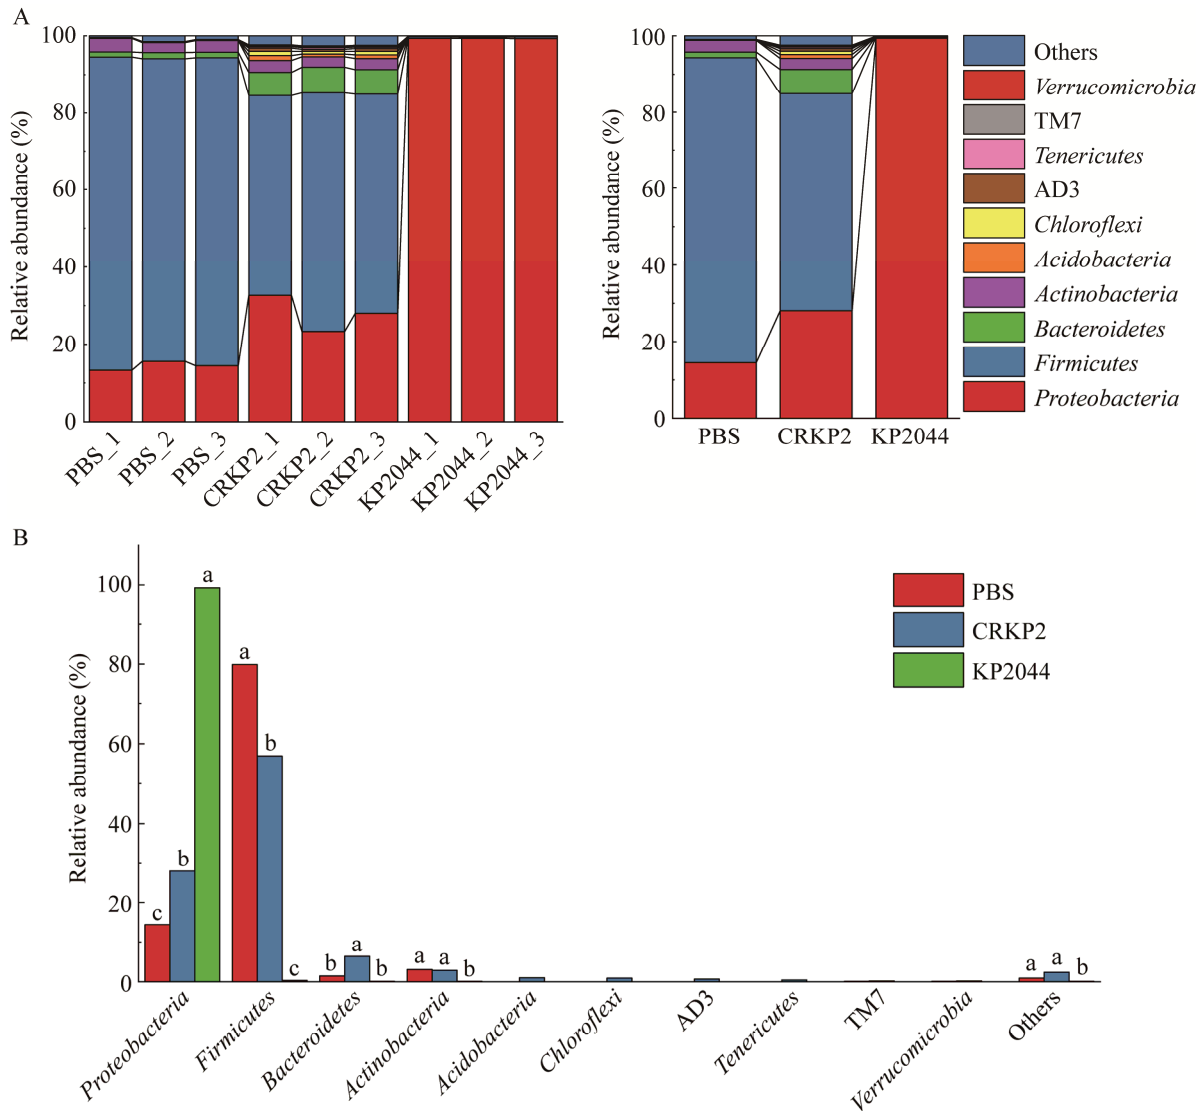 A
Relative abundance (%)
100
80
60
40
20
0
PBS_1
PBS_2
PBS_3
CRKP2_1
CRKP2_2
CRKP2_3
KP2044_1
KP2044_2
KP2044_3
Relative abundance (%)
100
80
60
40
20
0
PBS
CRKP2
KP2044
Others
Verrucomicrobia
TM7
Tenericutes
AD3
Chloroflexi
Acidobacteria
Actinobacteria
Bacteroidetes
Firmicutes
Proteobacteria
B
Relative abundance (%)
100
80
60
40
20
0
c b a
a b c
b a b
a a b
a a b
Proteobacteria
Firmicutes
Bacteroidetes
Actinobacteria
Acidobacteria
Chloroflexi
AD3
Tenericutes
TM7
Verrucomicrobia
Others
PBS
CRKP2
KP2044